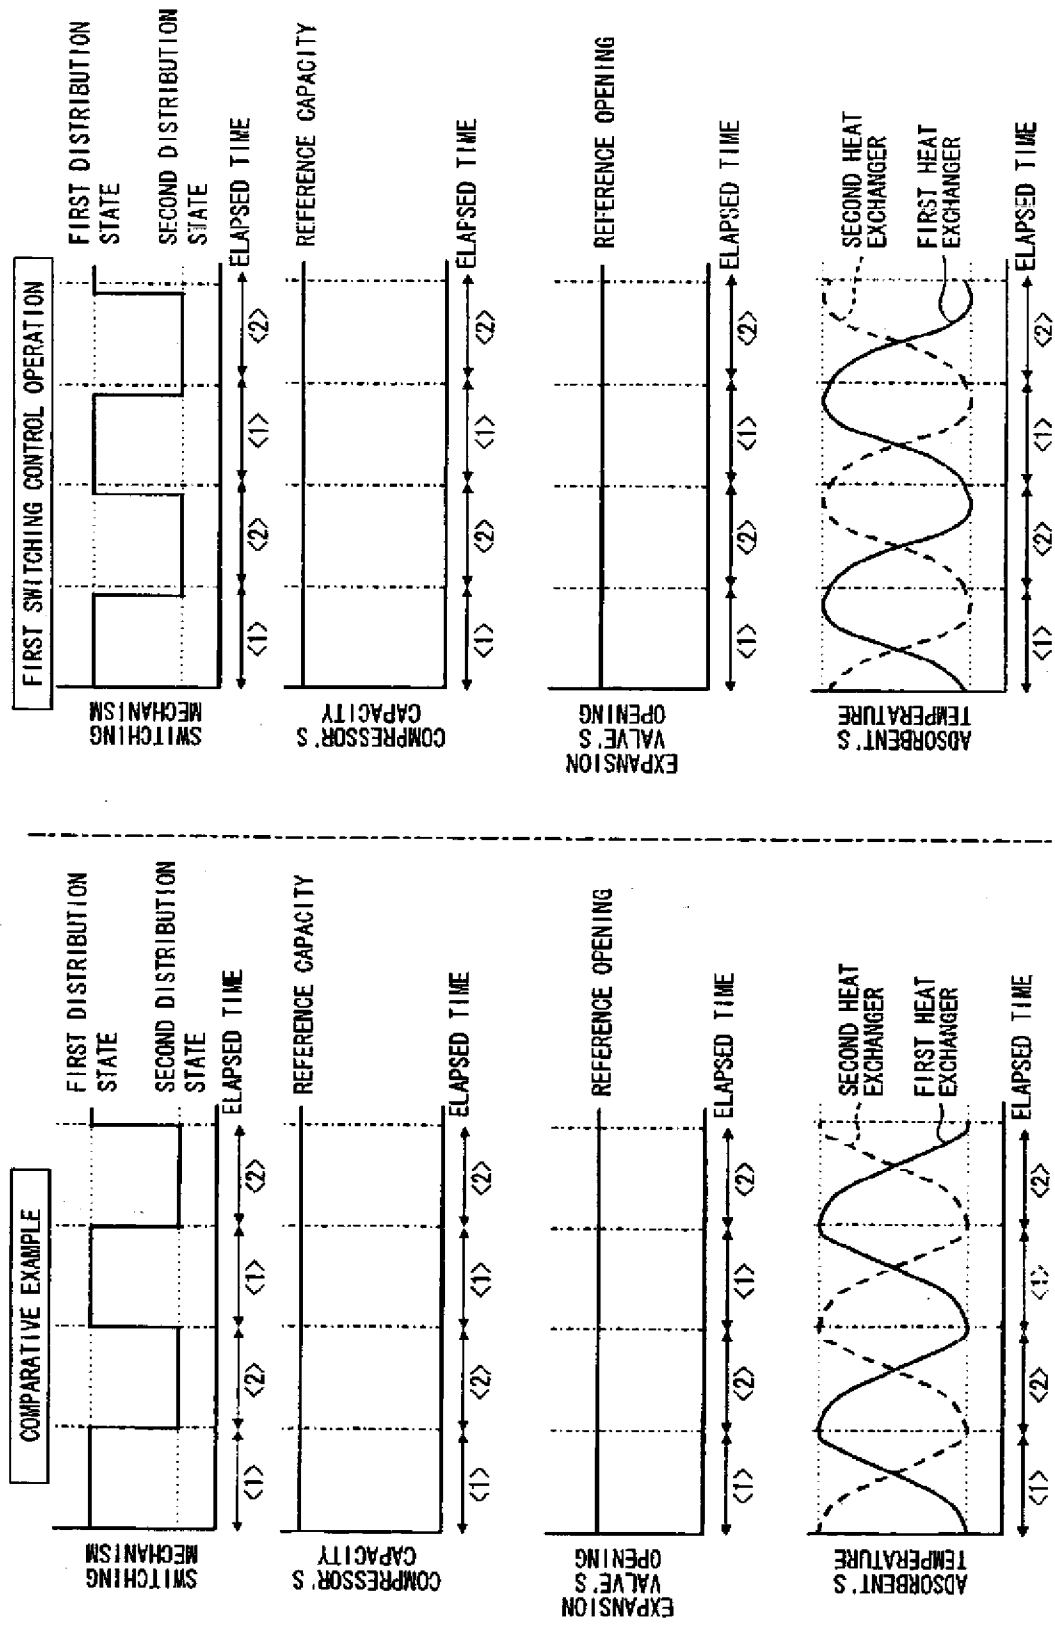 COMPARATIVE EXAMPLE
SWITCHING
MECHANISM
FIRST DISTRIBUTION
STATE
SECOND DISTRIBUTION
STATE
ELAPSED TIME
<1>
<2>
<1>
<2>
COMPRESSOR'S
CAPACITY
REFERENCE CAPACITY
ELAPSED TIME
<1>
<2>
<1>
<2>
EXPANSION
VALVE'S
OPENING
REFERENCE OPENING
ELAPSED TIME
<1>
<2>
<1>
<2>
ADSORBENT'S
TEMPERATURE
SECOND HEAT
EXCHANGER
FIRST HEAT
EXCHANGER
ELAPSED TIME
<1>
<2>
<1>
<2>
FIRST SWITCHING CONTROL OPERATION
SWITCHING
MECHANISM
FIRST DISTRIBUTION
STATE
SECOND DISTRIBUTION
STATE
ELAPSED TIME
<1>
<2>
<1>
<2>
COMPRESSOR'S
CAPACITY
REFERENCE CAPACITY
ELAPSED TIME
<1>
<2>
<1>
<2>
EXPANSION
VALVE'S
OPENING
REFERENCE OPENING
ELAPSED TIME
<1>
<2>
<1>
<2>
ADSORBENT'S
TEMPERATURE
SECOND HEAT
EXCHANGER
FIRST HEAT
EXCHANGER
ELAPSED TIME
<1>
<2>
<1>
<2>